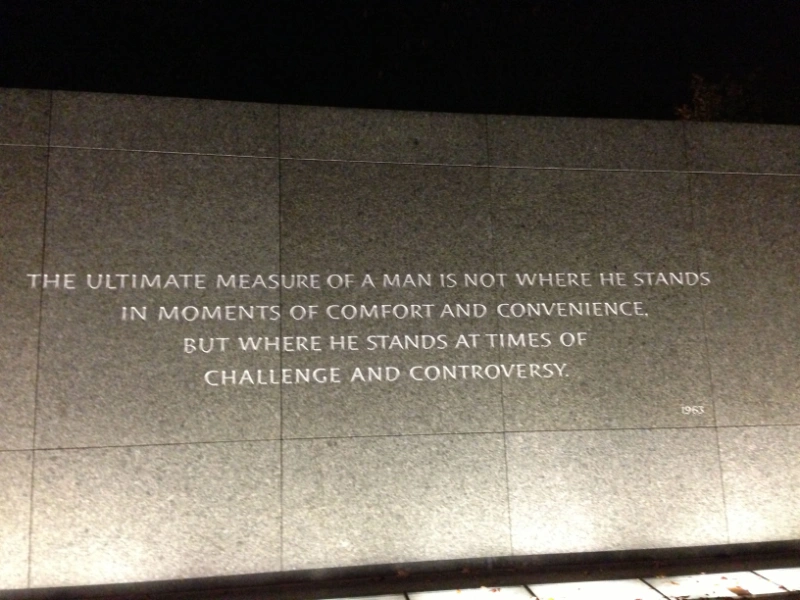 THE ULTIMATE MEASURE OF A MAN IS NOT WHERE HE STANDS
IN MOMENTS OF COMFORT AND CONVENIENCE,
BUT WHERE HE STANDS AT TIMES OF
CHALLENGE AND CONTROVERSY.
1963